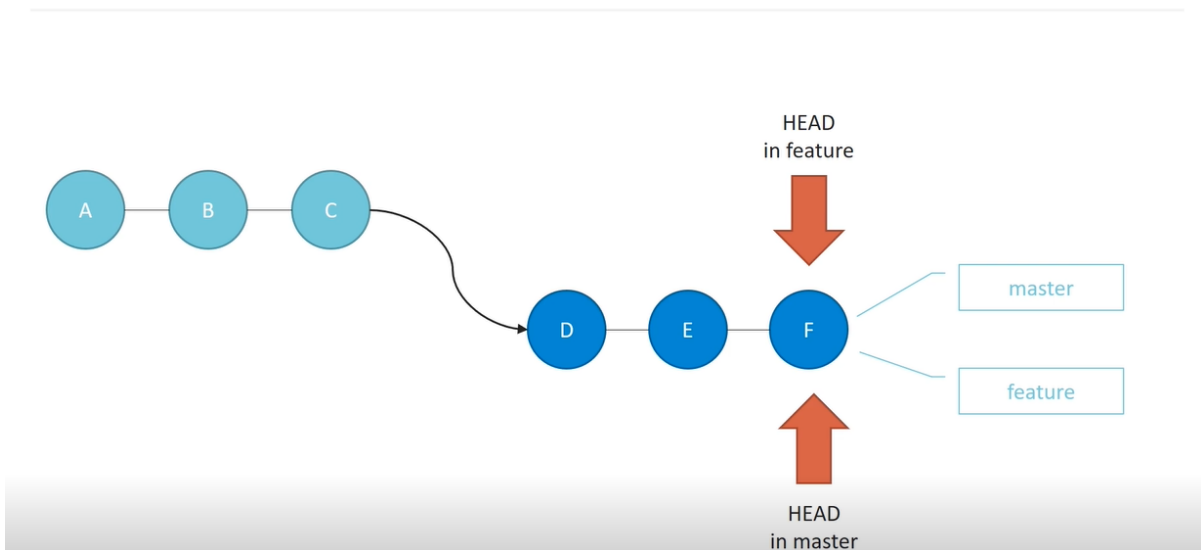 HEAD
in feature
A
B
C
master
D
E
F
feature
HEAD
in master